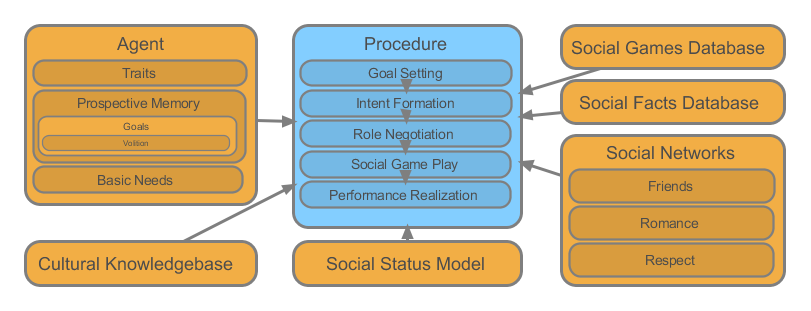 Agent
Traits
Prospective Memory
Goals
Volition
Basic Needs
Cultural Knowledgebase
Procedure
Goal Setting
Intent Formation
Role Negotiation
Social Game Play
Performance Realization
Social Status Model
Social Games Database
Social Facts Database
Social Networks
Friends
Romance
Respect